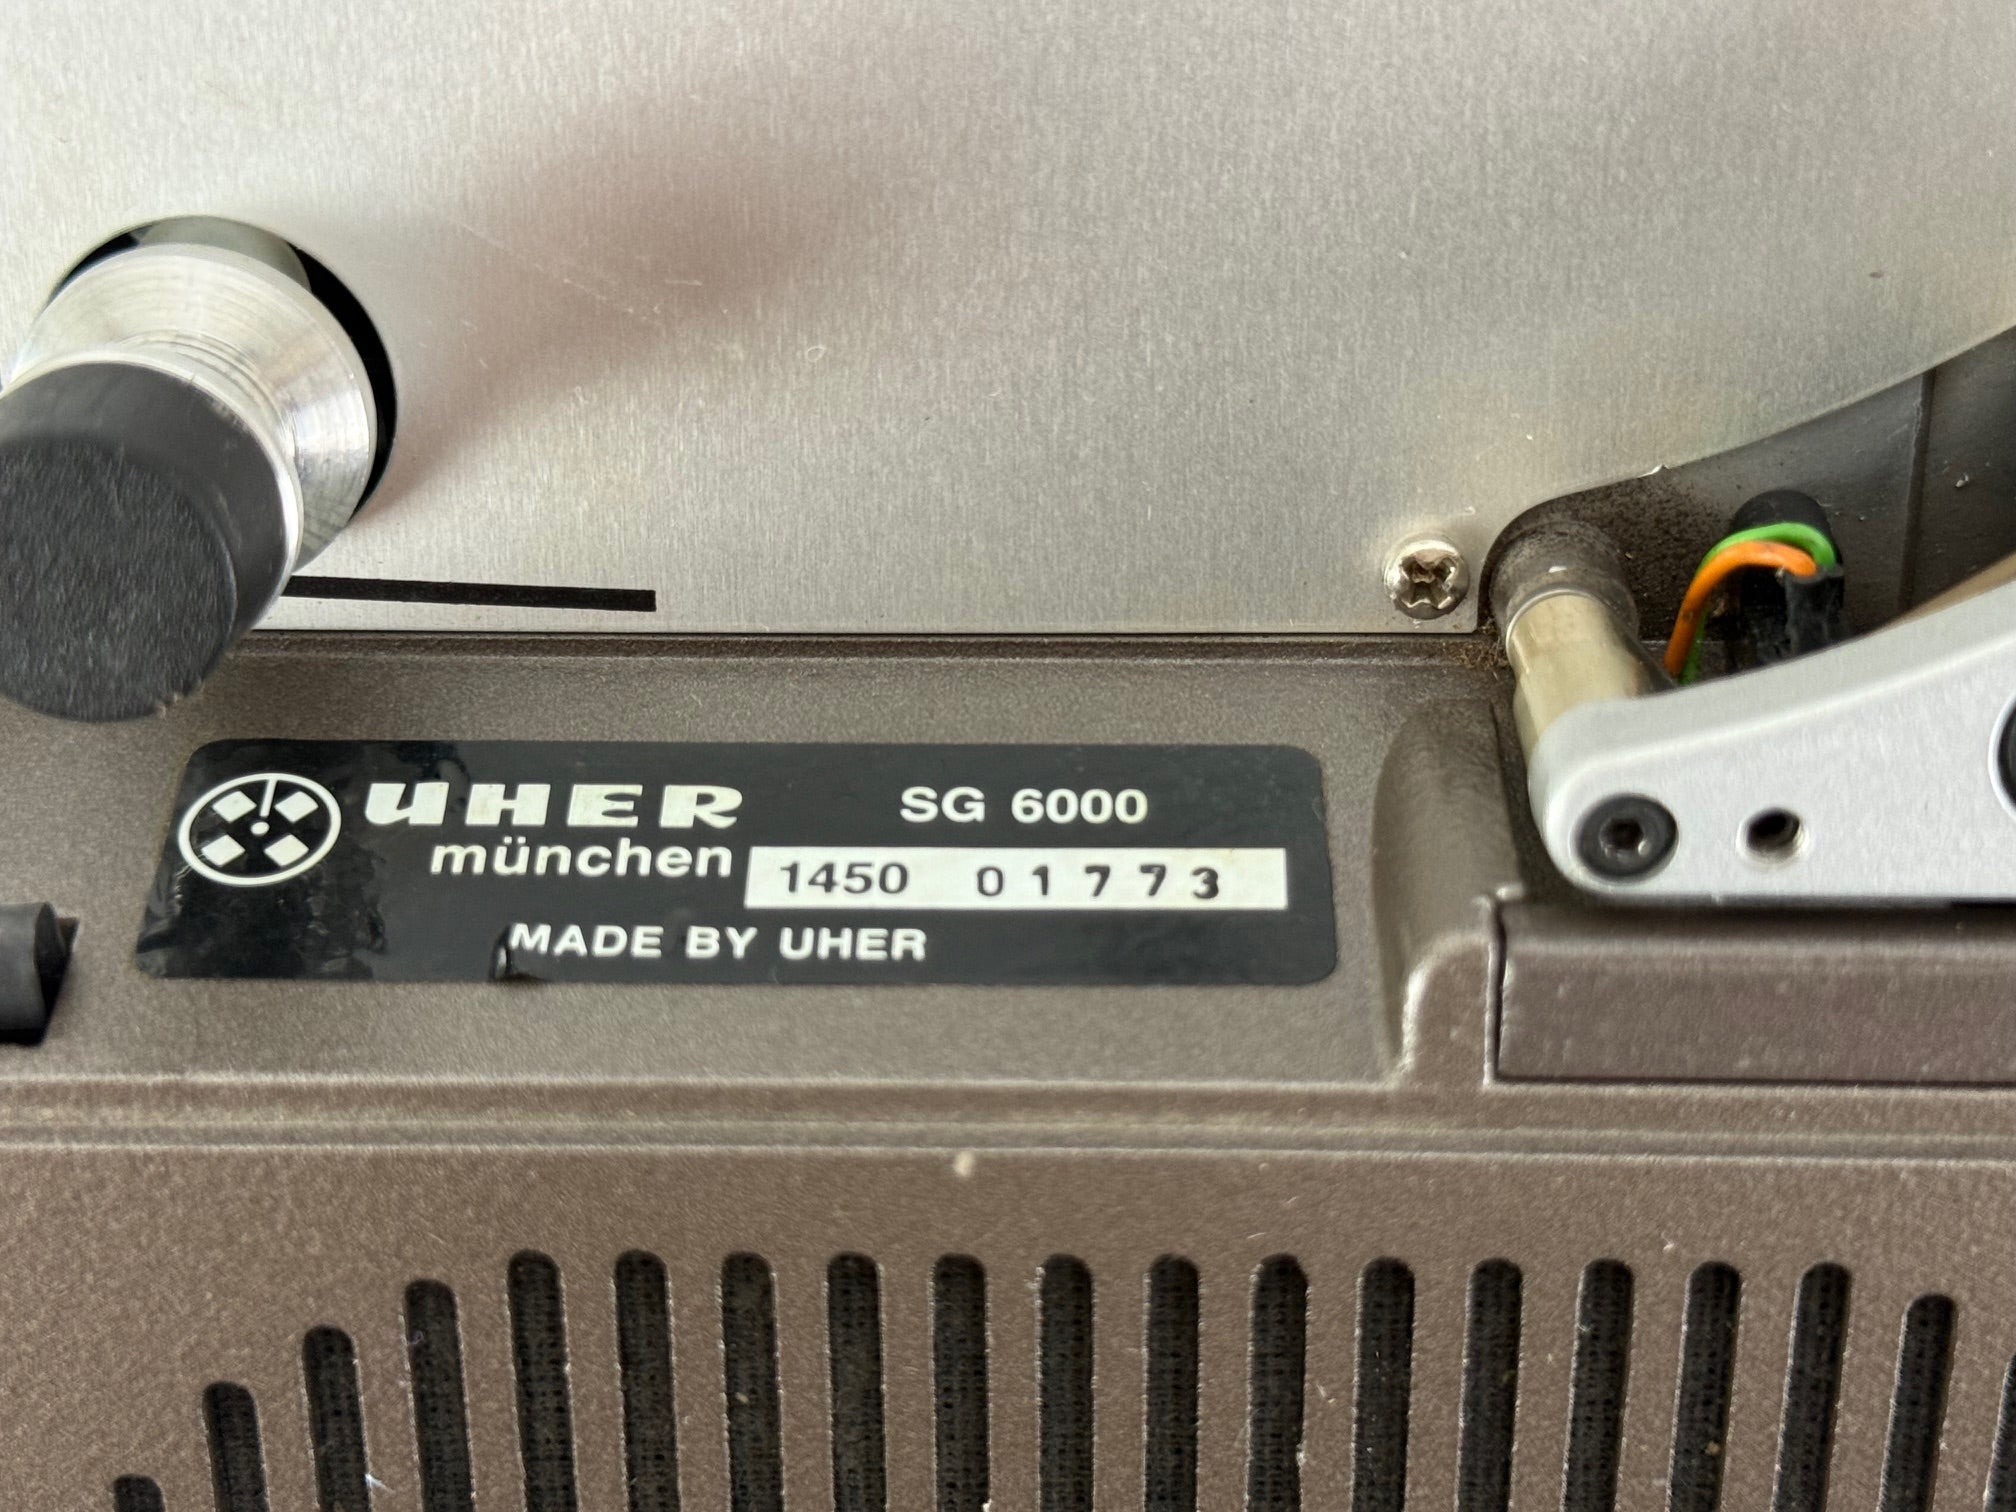 UHER SG 6000
münchen 1450 01773
MADE BY UHER